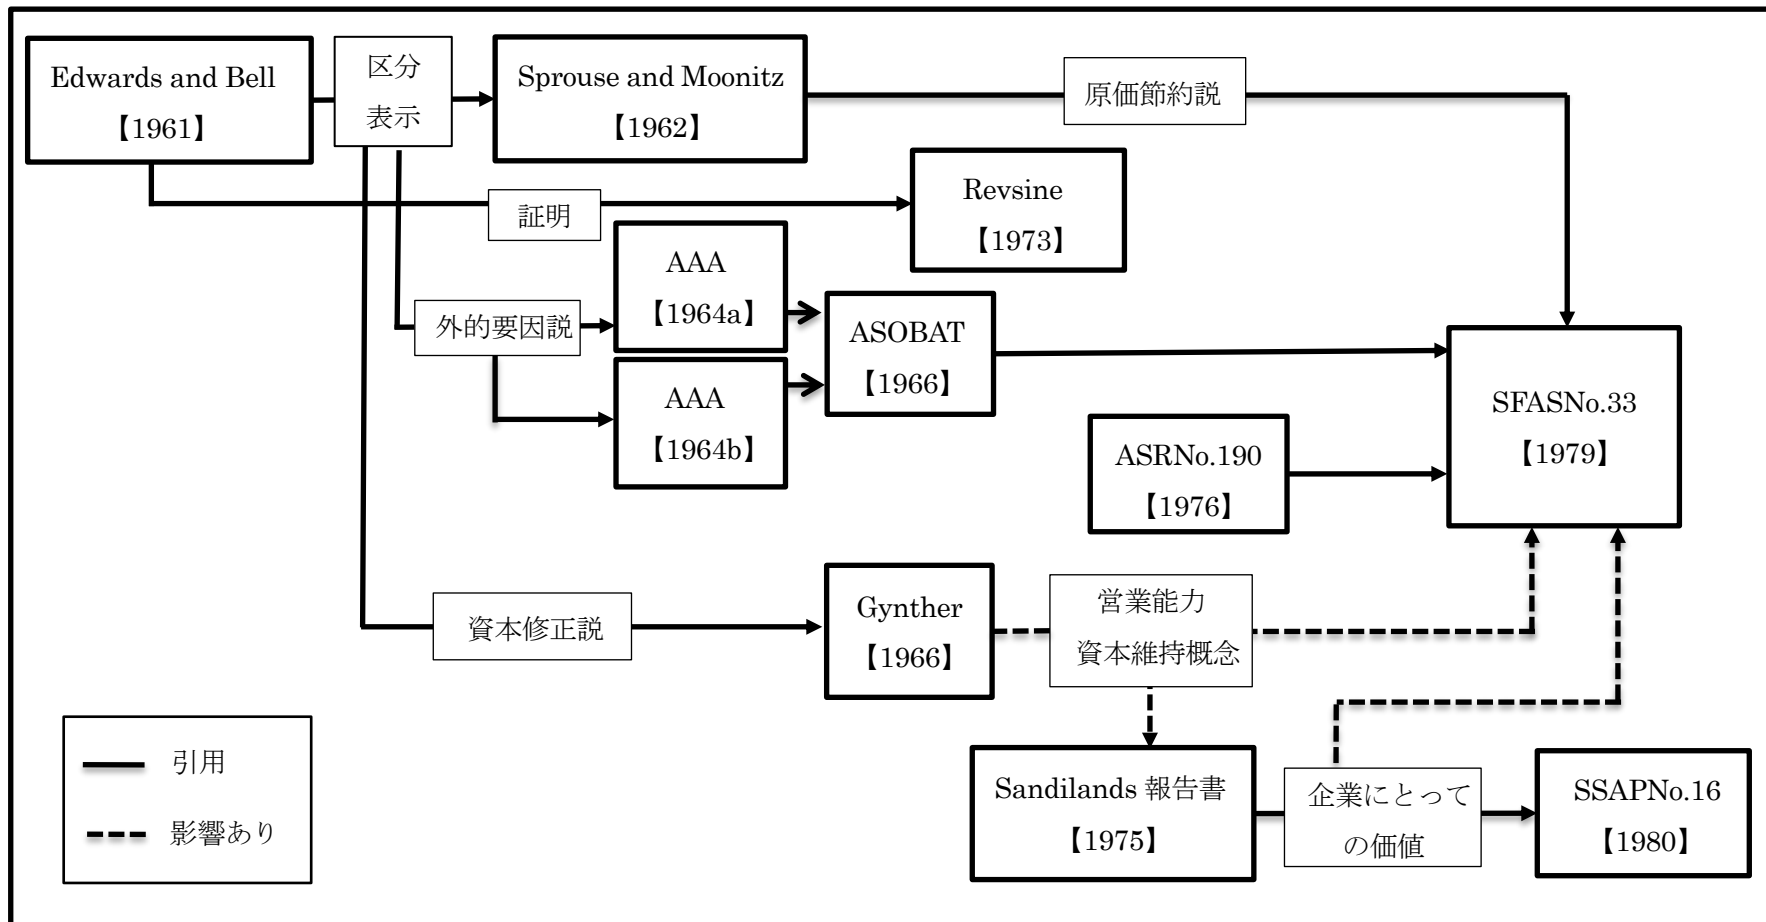 Edwards and Bell
【1961】
区分
表示
Sprouse and Moonitz
【1962】
原価節約説
証明
Revsine
【1973】
外的要因説
AAA
【1964a】
AAA
【1964b】
ASOBAT
【1966】
SFASNo.33
【1979】
ASRNo.190
【1976】
資本修正説
Gynther
【1966】
営業能力
資本維持概念
Sandilands 報告書
【1975】
企業にとって
の価値
SSAPNo.16
【1980】
引用
影響あり